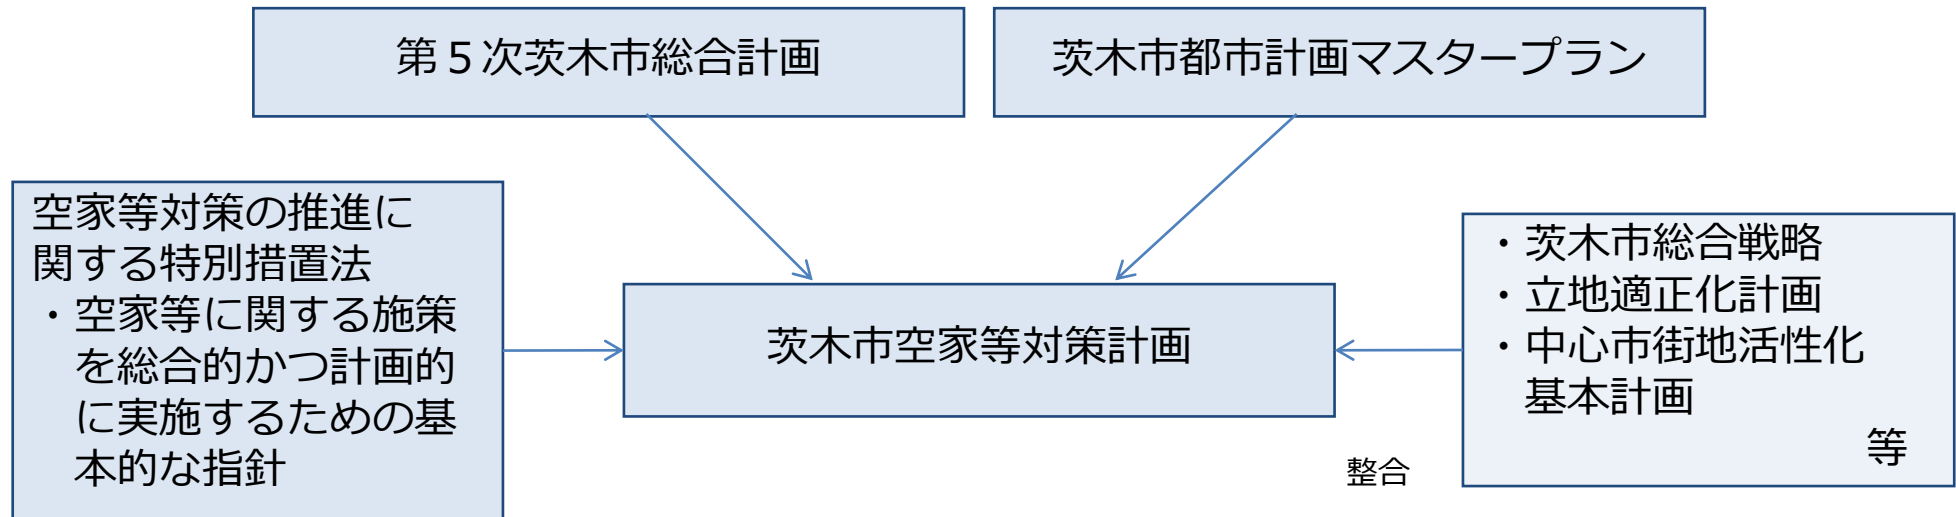 第５次茨木市総合計画
茨木市都市計画マスタープラン
空家等対策の推進に
関する特別措置法
・空家等に関する施策
を総合的かつ計画的
に実施するための基
本的な指針
茨木市空家等対策計画
・茨木市総合戦略
・立地適正化計画
・中心市街地活性化
基本計画
等
整合